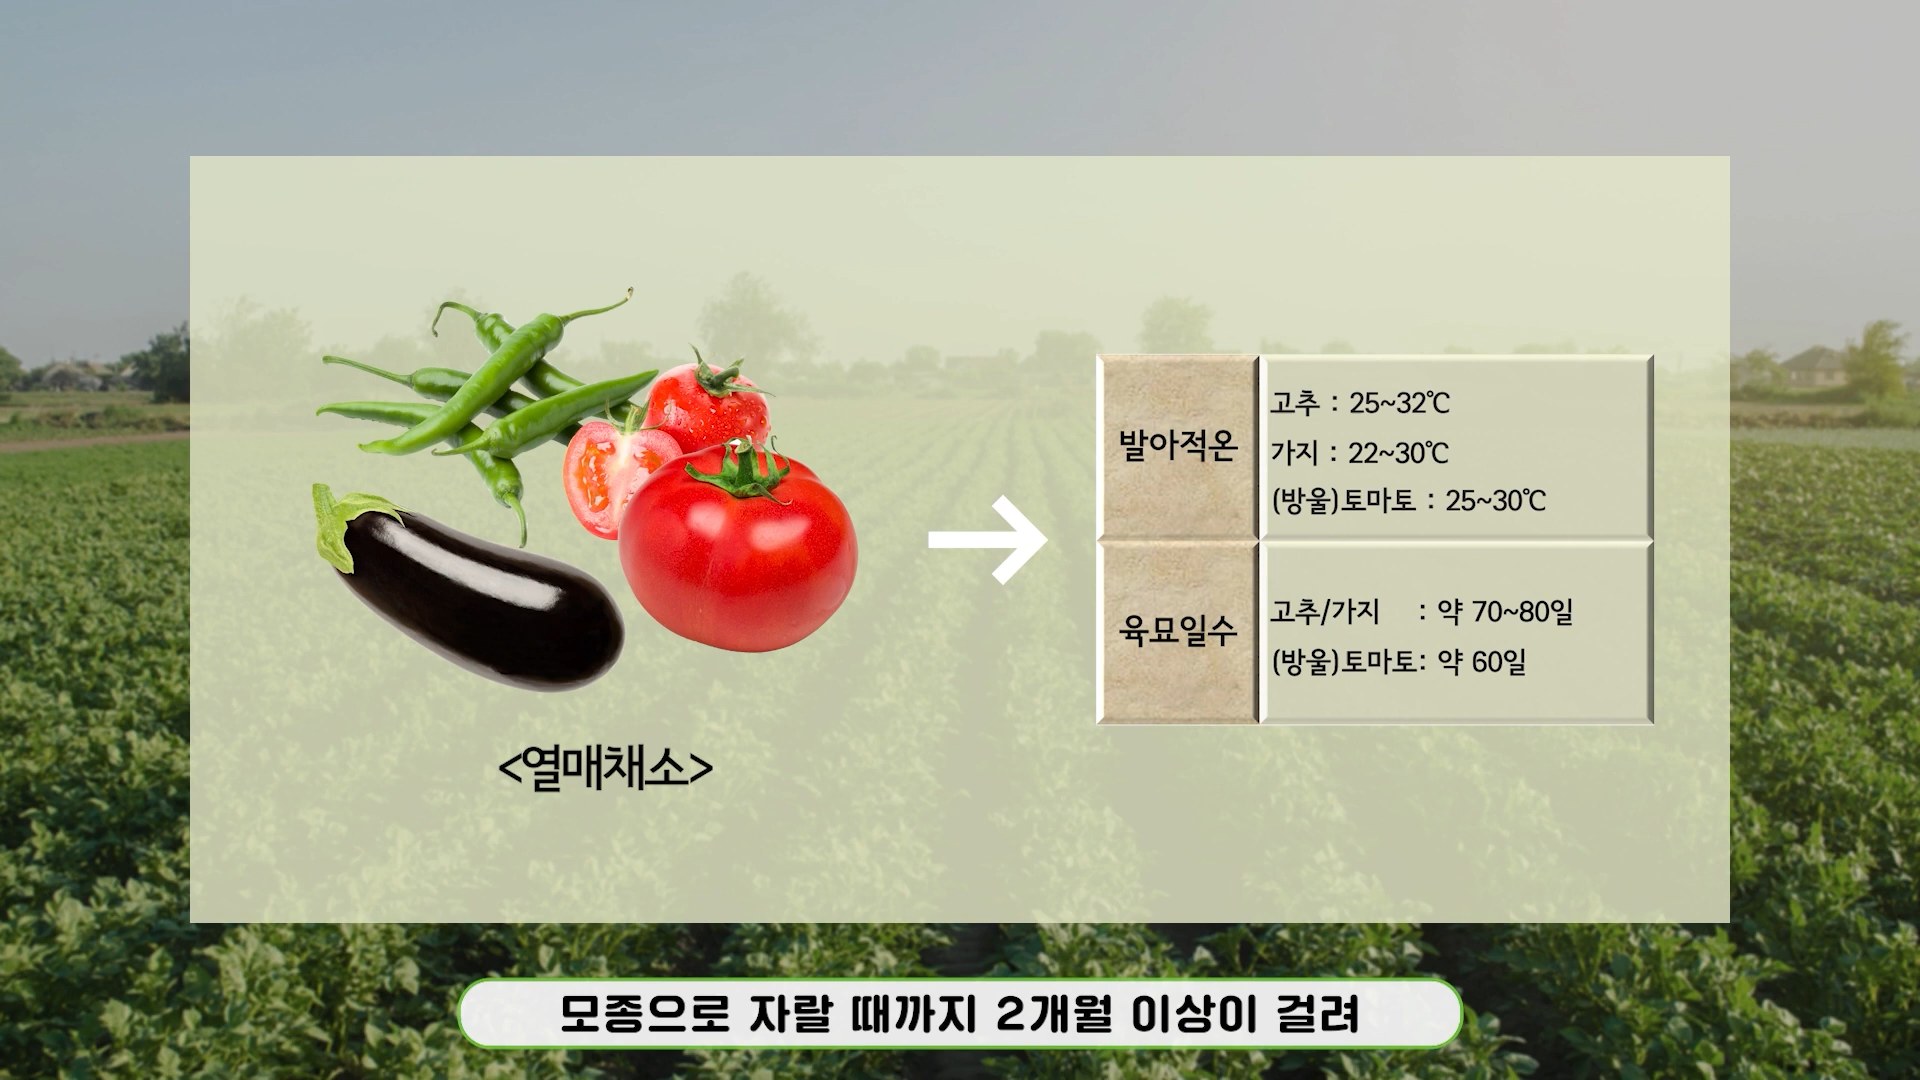 <열매채소>
발아적온
고추 : 25~32℃
가지 : 22~30℃
(방울)토마토 : 25~30℃
육묘일수
고추/가지 : 약 70~80일
(방울)토마토: 약 60일
모종으로 자랄 때까지 2개월 이상이 걸려